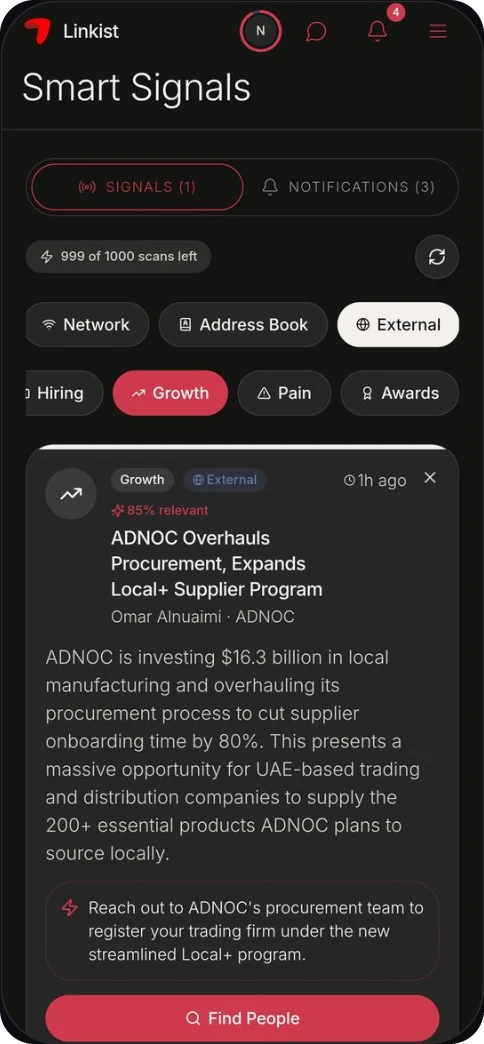 Linkist
N
4
Smart Signals
SIGNALS (1)
NOTIFICATIONS (3)
999 of 1000 scans left
Network
Address Book
External
Hiring
Growth
Pain
Awards
Growth
External
1h ago
85% relevant
ADNOC Overhauls
Procurement, Expands
Local+ Supplier Program
Omar Alnuaimi · ADNOC
ADNOC is investing $16.3 billion in local
manufacturing and overhauling its
procurement process to cut supplier
onboarding time by 80%. This presents a
massive opportunity for UAE-based trading
and distribution companies to supply the
200+ essential products ADNOC plans to
source locally.
Reach out to ADNOC's procurement team to
register your trading firm under the new
streamlined Local+ program.
Find People